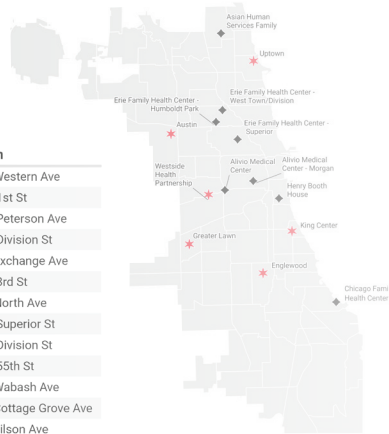 Asian Human
Services Family
Uptown
Erie Family Health Center -
West Town/Division
Erie Family Health Center -
Humboldt Park
Austin
Erie Family Health Center -
Superior
Westside
Health
Partnership
Alivio Medical
Center
Alivio Medical
Center - Morgan
Henry Booth
House
King Center
Greater Lawn
Englewood
Chicago Fami
Health Center
n
Western Ave
1st St
Peterson Ave
Division St
xchange Ave
3rd St
North Ave
Superior St
Division St
55th St
Wabash Ave
ottage Grove Ave
ilson Ave